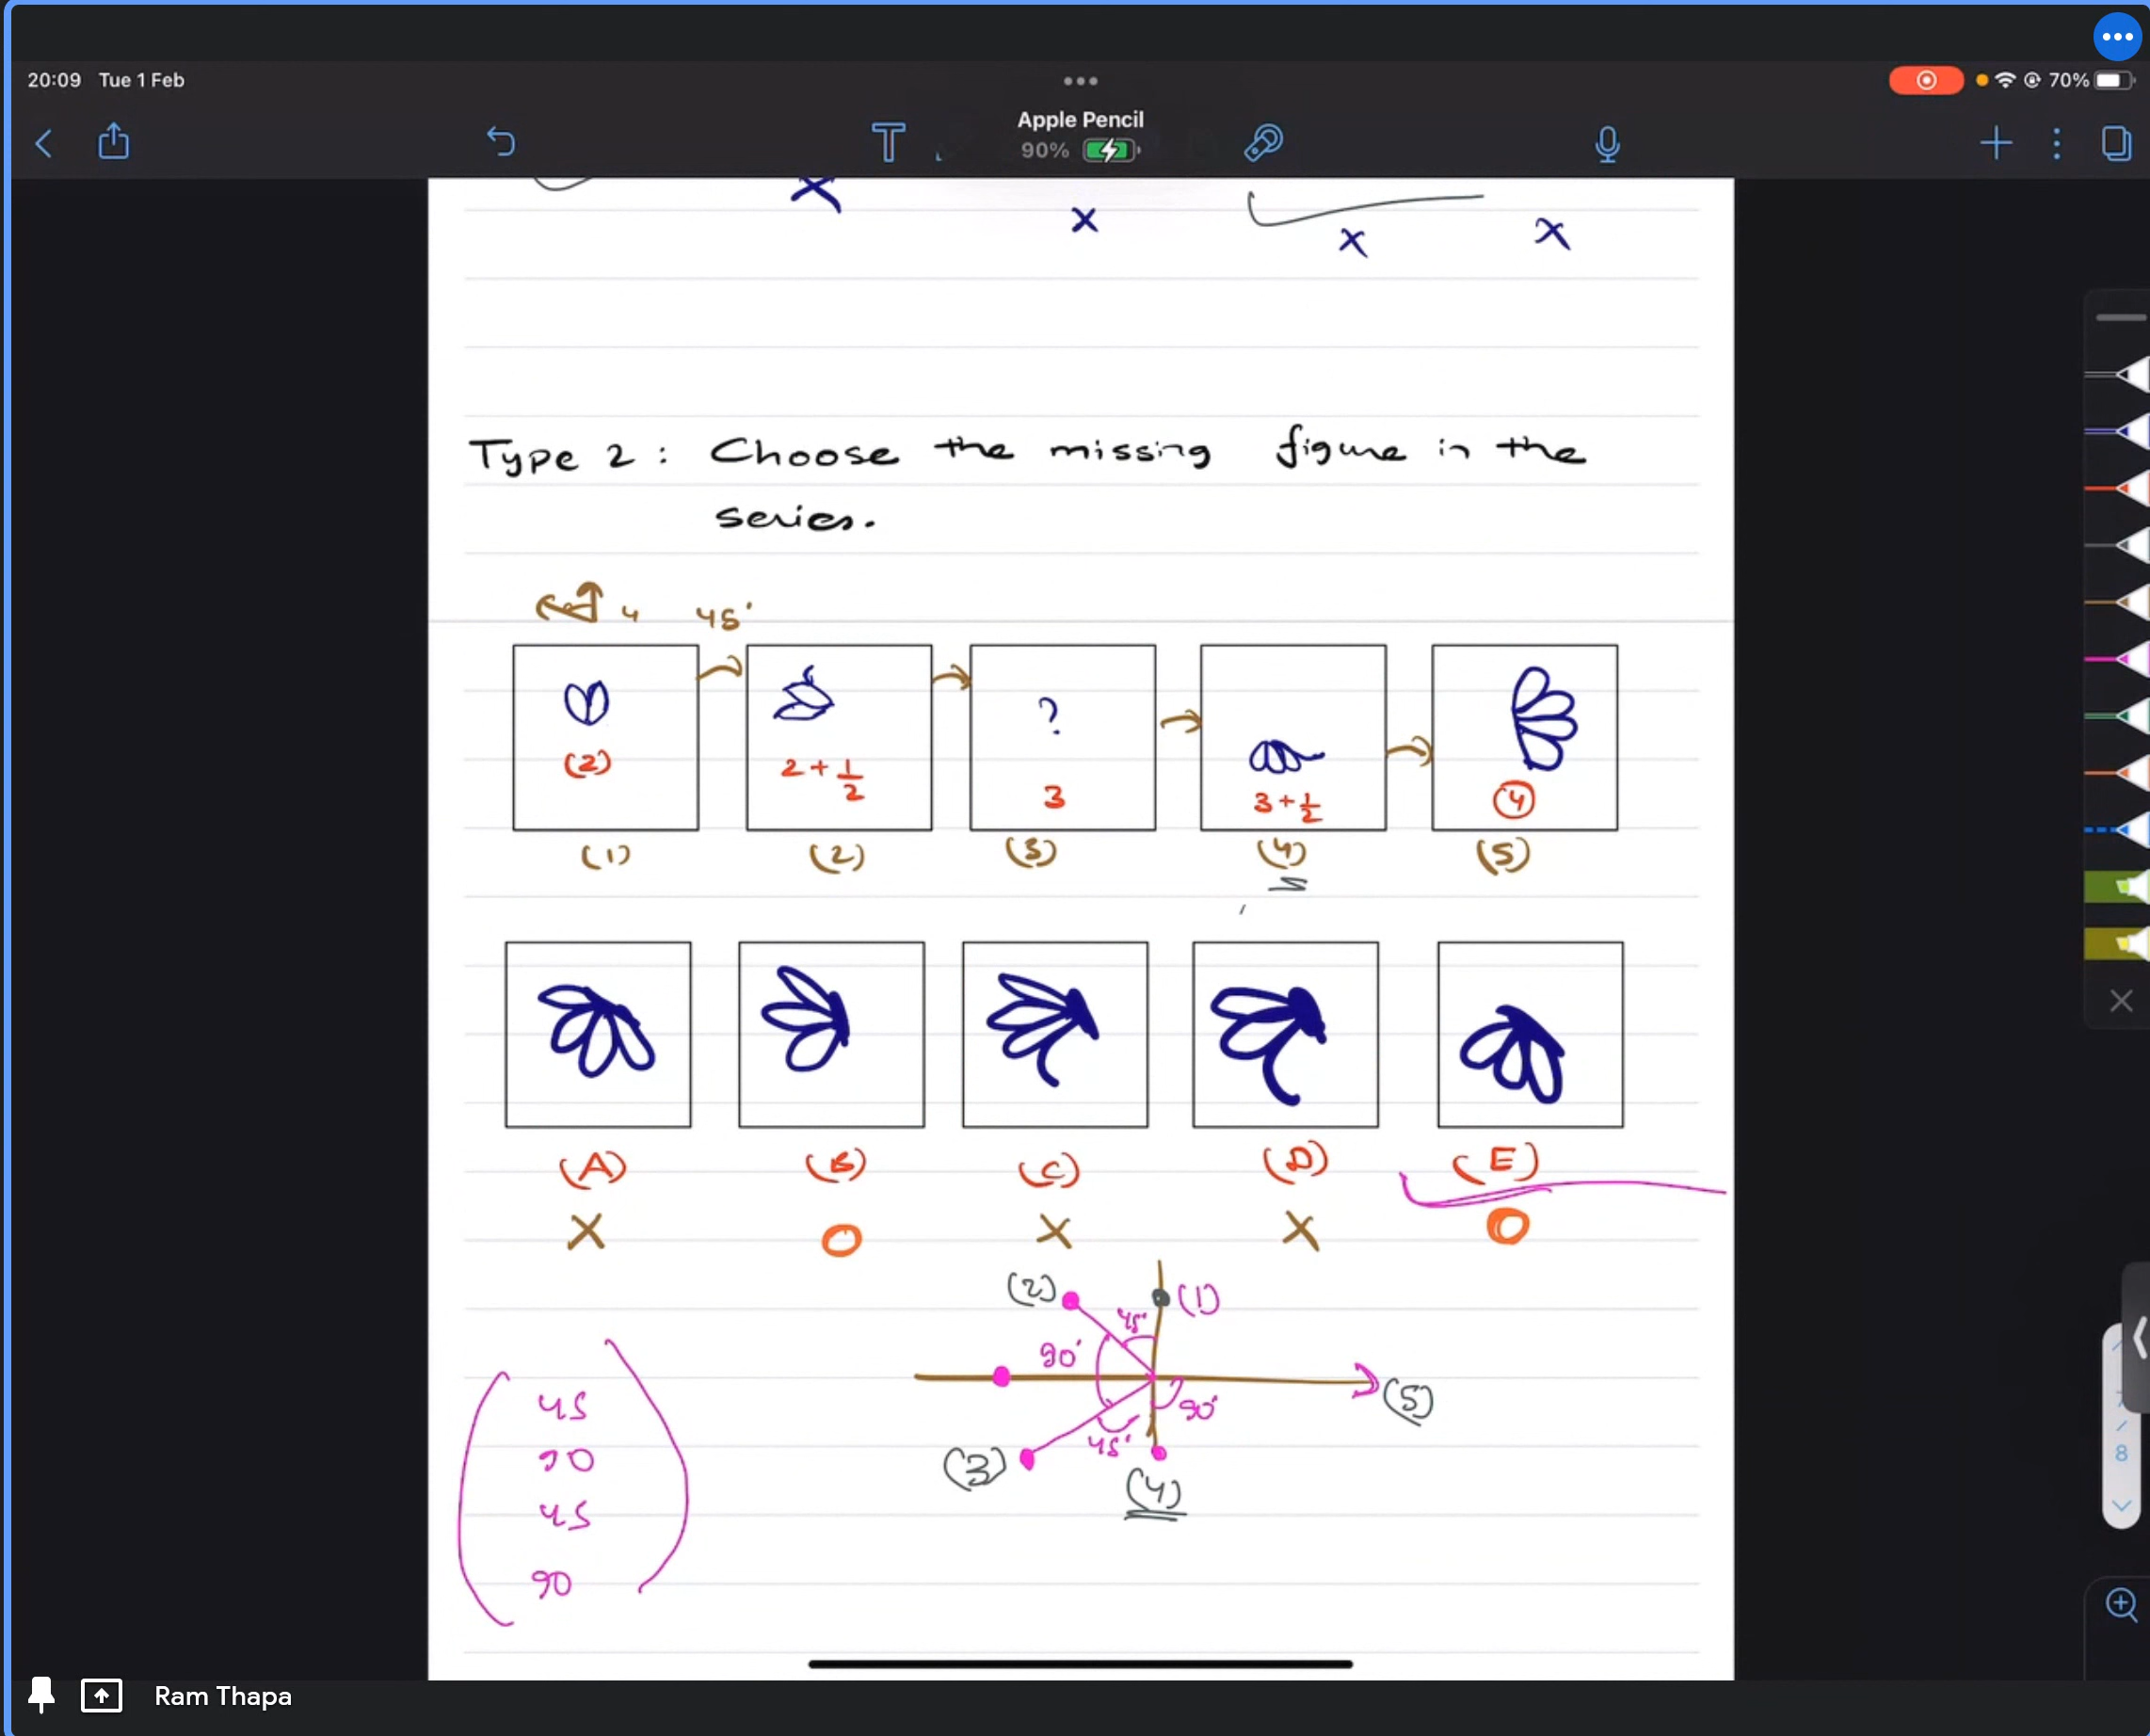 20:09 Tue 1 Feb
70%
Apple Pencil
90%
x x x x
Type 2 : Choose the missing figure in the
series.
4 45°
?
(2) 2 + 1/2 3 3 + 1/2 4
(1) (2) (3) (4) (5)
(A) (B) (C) (D) (E)
X O X X O
(2) (1)
45°
90°
(5)
90°
45°
(3)
(4)
45
90
45
90
8
Ram Thapa